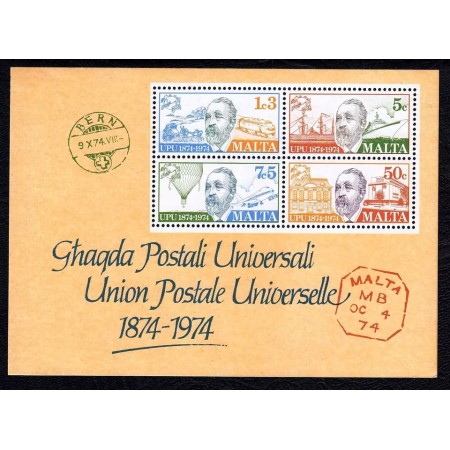 BERN
9 X 74.VIII-
1c3
UPU 1874-1974 MALTA
5c
UPU 1874-1974 MALTA
7c5
UPU 1874-1974 MALTA
50c
UPU 1874-1974 MALTA
Għaqda Postali Universali
Union Postale Universelle
1874-1974
MALTA
MB
OC 4
74